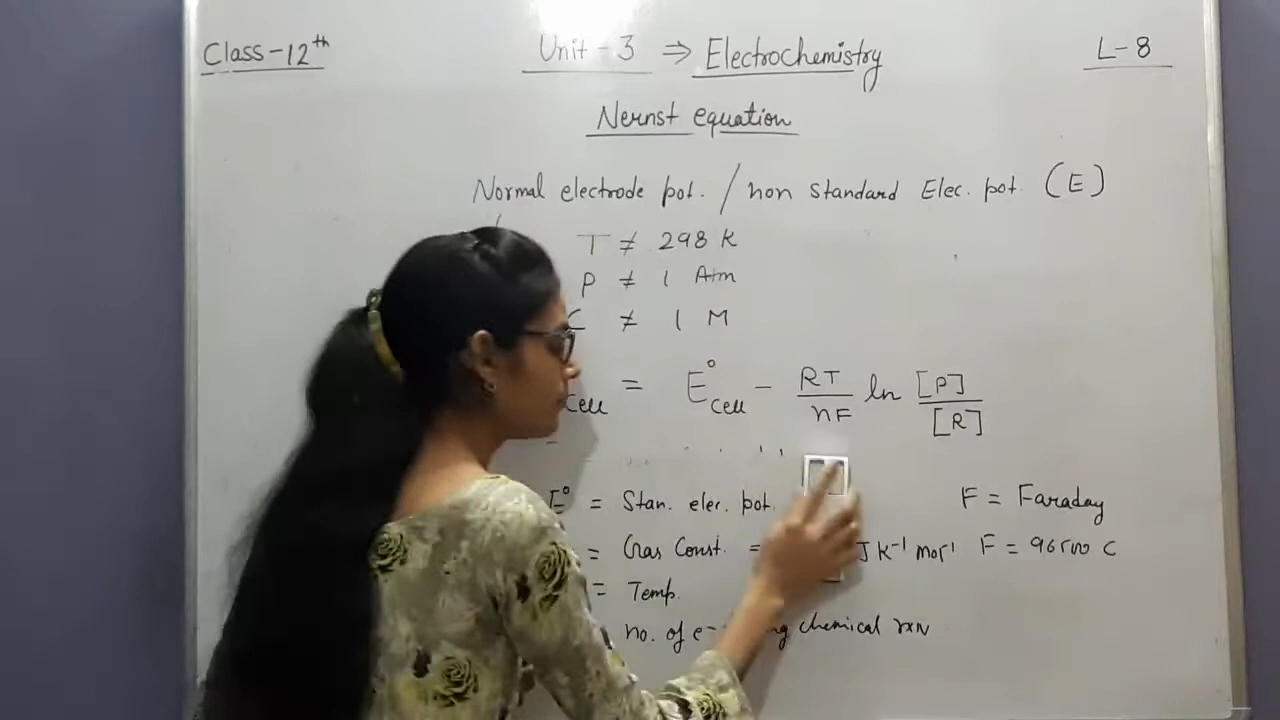 Class-12th Unit-3 ⇒ Electrochemistry L-8
Nernst equation
Normal electrode pot. / non Standard Elec. pot. (E)
T ≠ 298 K
P ≠ 1 Atm
C ≠ 1 M
Cell = E°Cell - RT/nF ln [P]/[R]
E° = Stan. elec. pot. F = Faraday
= Gas Const. = J K⁻¹ mol⁻¹ F = 96500 C
= Temp.
no. of e- chemical rxn